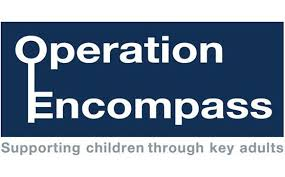 Operation
Encompass
Supporting children through key adults